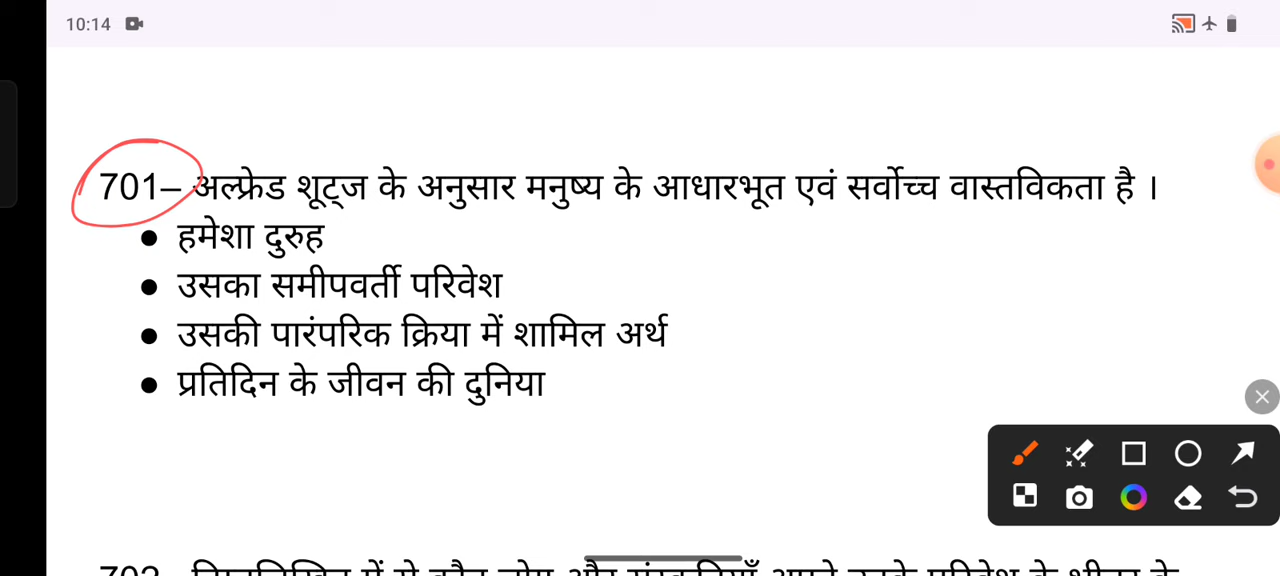 10:14
701– अल्फ्रेड शूट्ज के अनुसार मनुष्य के आधारभूत एवं सर्वोच्च वास्तविकता है ।
● हमेशा दुरुह
● उसका समीपवर्ती परिवेश
● उसकी पारंपरिक क्रिया में शामिल अर्थ
● प्रतिदिन के जीवन की दुनिया